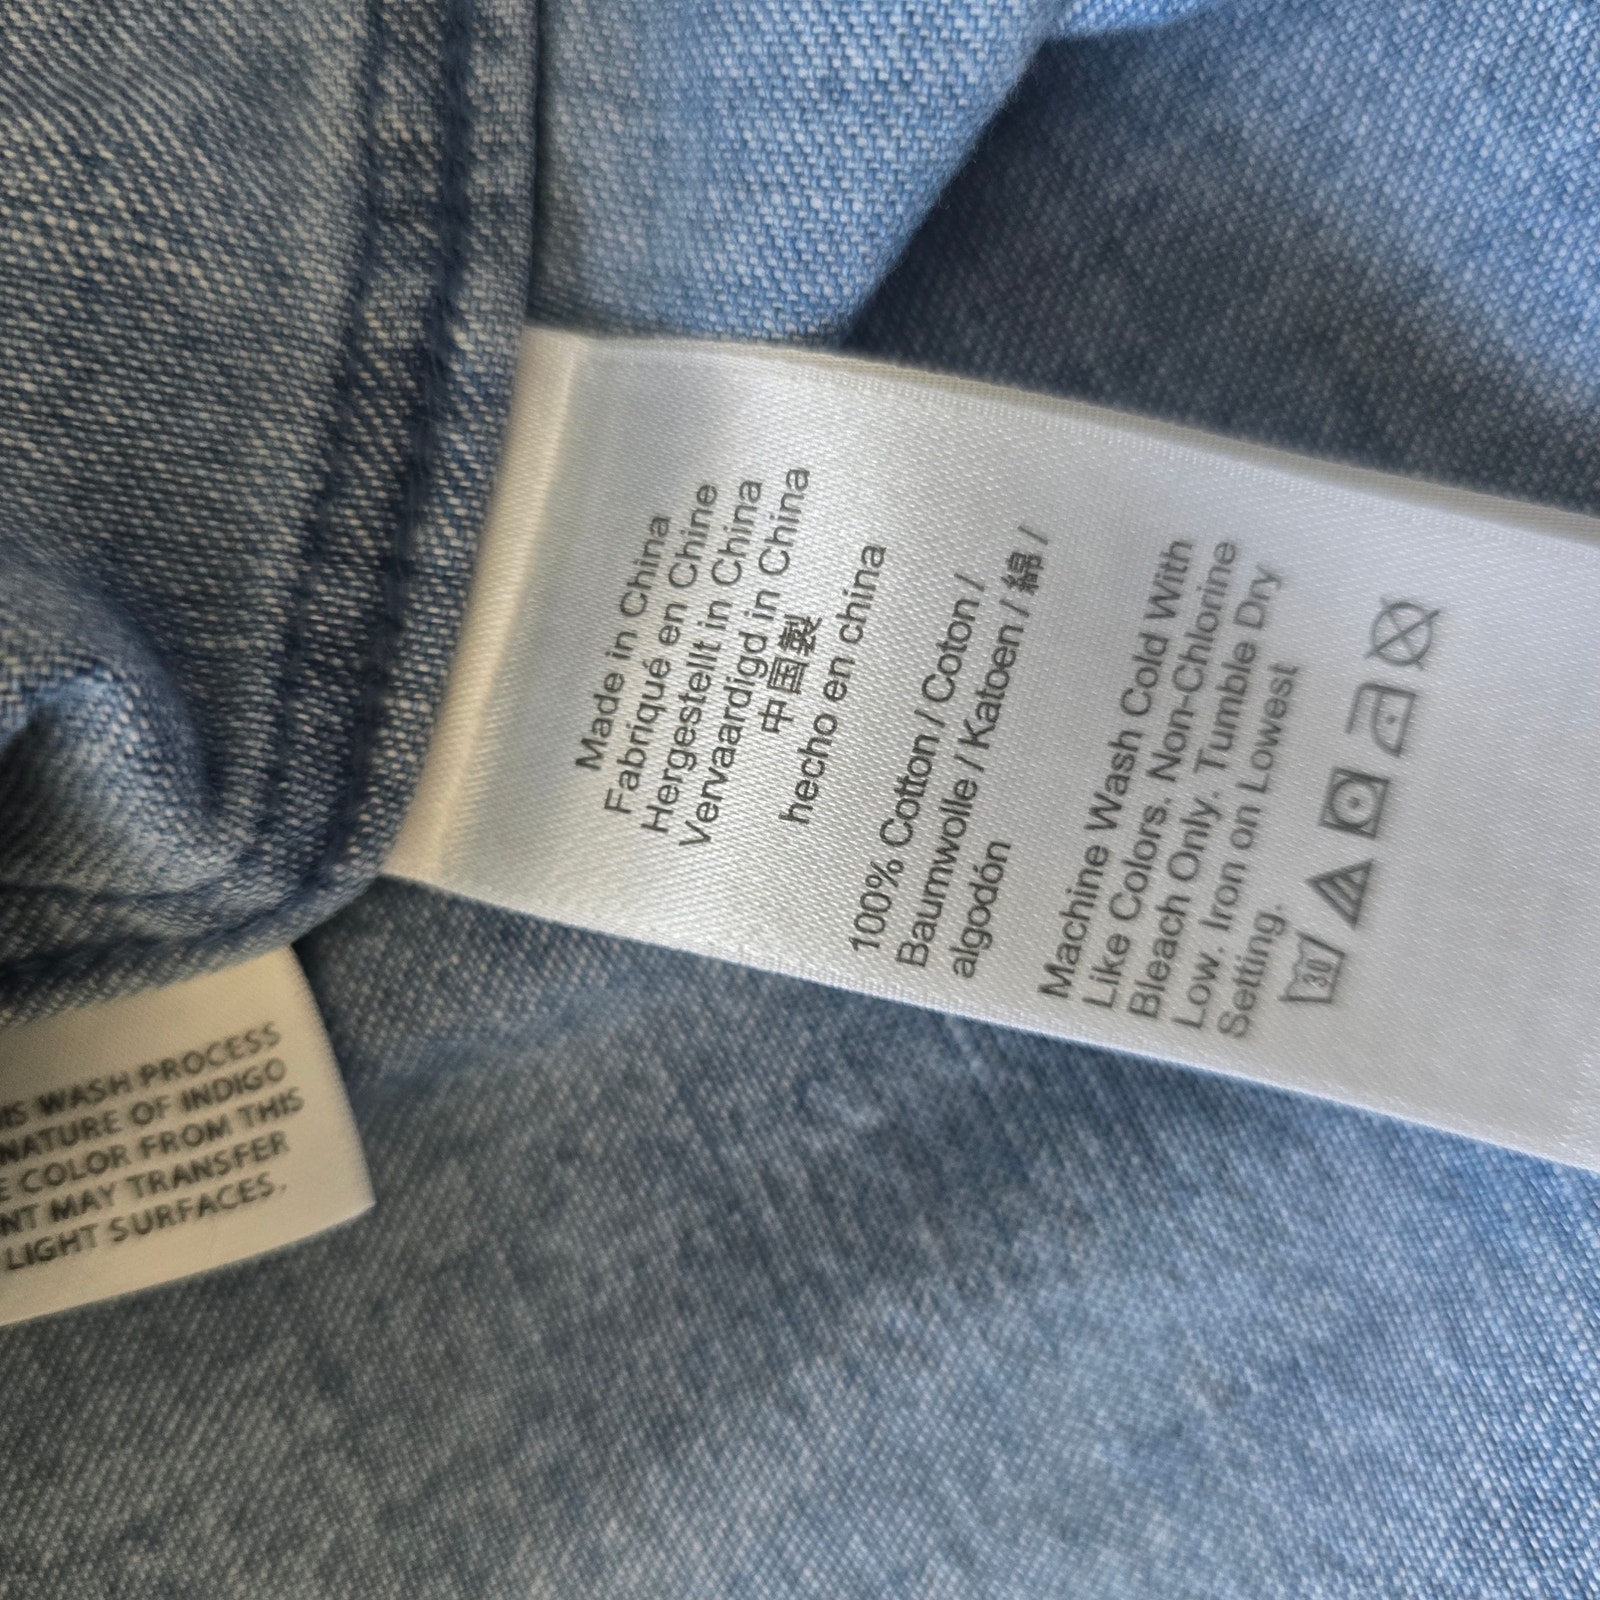 Made in China
Fabriqué en Chine
Hergestellt in China
Vervaardigd in China
中国製
hecho en china
100% Cotton / Coton /
Baumwolle / Katoen / 綿 /
algodón
Machine Wash Cold With
Like Colors. Non-Chlorine
Bleach Only. Tumble Dry
Low. Iron on Lowest
Setting.
30
WASH PROCESS
NATURE OF INDIGO
COLOR FROM THIS
MAY TRANSFER
LIGHT SURFACES.